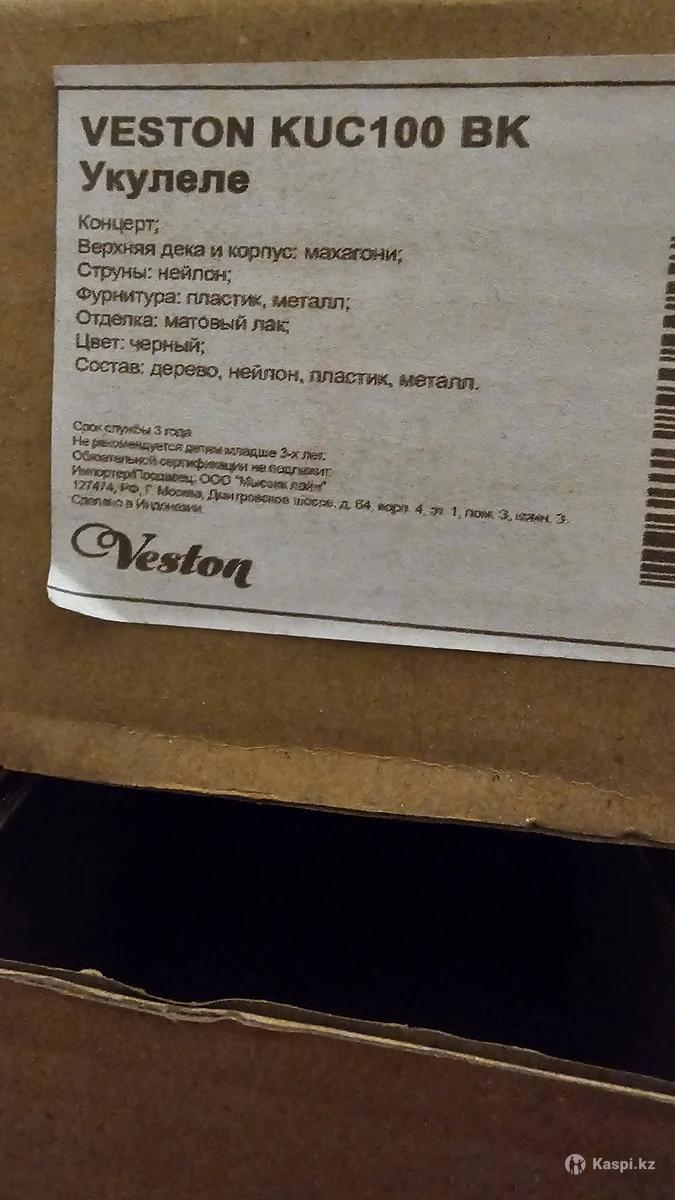 VESTON KUC100 BK
Укулеле
Концерт;
Верхняя дека и корпус: махагони;
Струны: нейлон;
Фурнитура: пластик, металл;
Отделка: матовый лак;
Цвет: черный;
Состав: дерево, нейлон, пластик, металл.
Срок службы 3 года
Не рекомендуется детям младше 3-х лет.
Обязательной сертификации не подлежит
Импортер/Продавец: ООО "Мьюзик лайн"
127474, РФ, Г. Москва, Дмитровское шоссе, д. 64, корп. 4, эт. 1, пом. 3, комн. 3
Сделано в Индонезии
Veston
Kaspi.kz